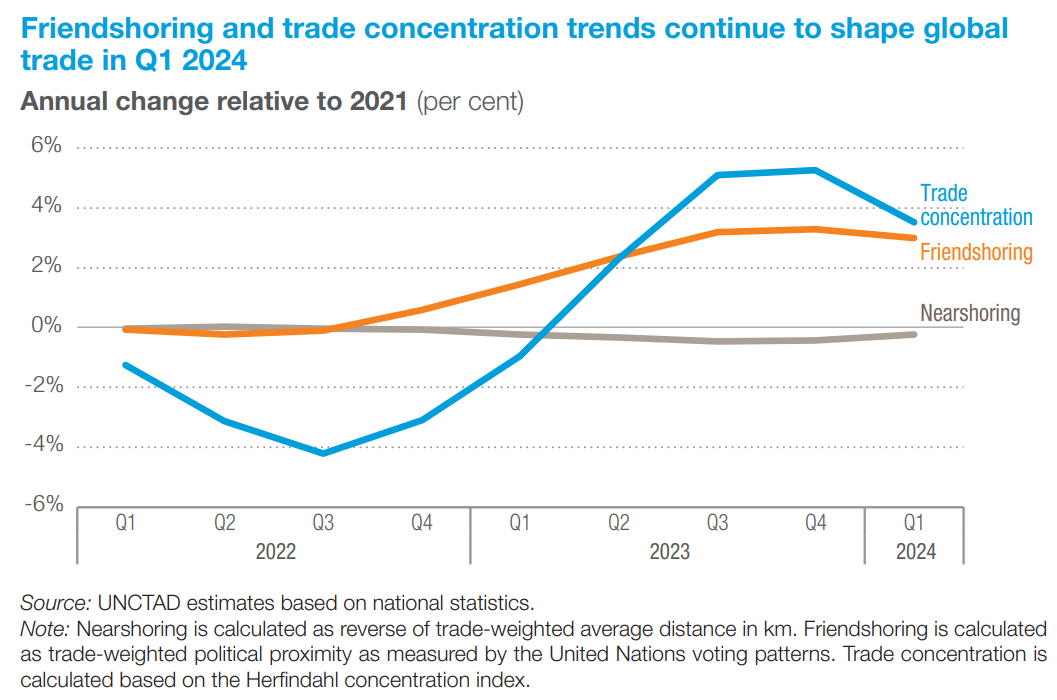 Friendshoring and trade concentration trends continue to shape global
trade in Q1 2024
Annual change relative to 2021 (per cent)
6%
4%
2%
0%
-2%
-4%
-6%
Trade
concentration
Friendshoring
Nearshoring
Q1 Q2 Q3 Q4 Q1 Q2 Q3 Q4 Q1
2022 2023 2024
Source: UNCTAD estimates based on national statistics.
Note: Nearshoring is calculated as reverse of trade-weighted average distance in km. Friendshoring is calculated
as trade-weighted political proximity as measured by the United Nations voting patterns. Trade concentration is
calculated based on the Herfindahl concentration index.